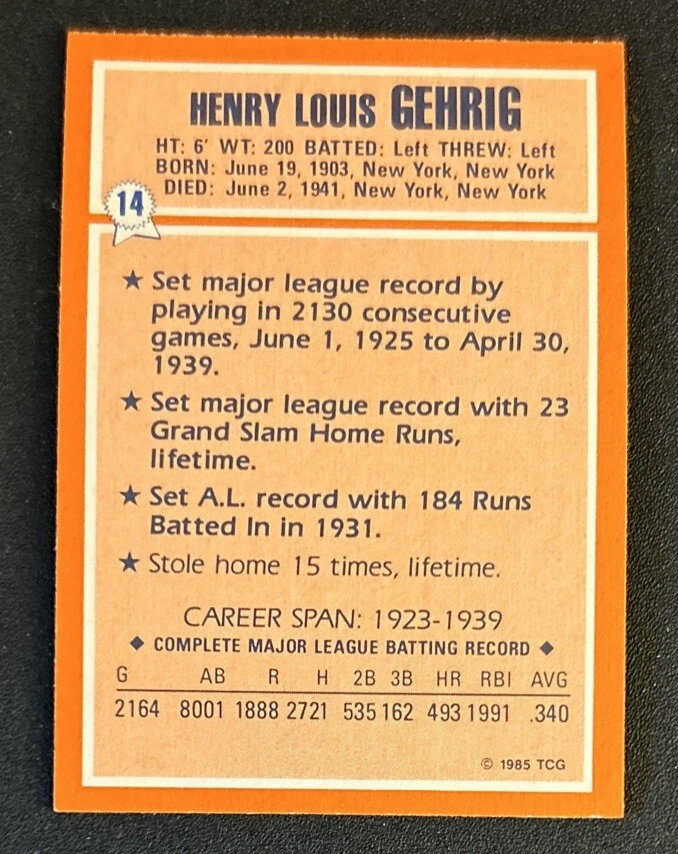 HENRY LOUIS GEHRIG
HT: 6' WT: 200 BATTED: Left THREW: Left
BORN: June 19, 1903, New York, New York
DIED: June 2, 1941, New York, New York
14
★ Set major league record by
playing in 2130 consecutive
games, June 1, 1925 to April 30,
1939.
★ Set major league record with 23
Grand Slam Home Runs,
lifetime.
★ Set A.L. record with 184 Runs
Batted In in 1931.
★ Stole home 15 times, lifetime.
CAREER SPAN: 1923-1939
◆ COMPLETE MAJOR LEAGUE BATTING RECORD ◆
G AB R H 2B 3B HR RBI AVG
2164 8001 1888 2721 535 162 493 1991 .340
© 1985 TCG